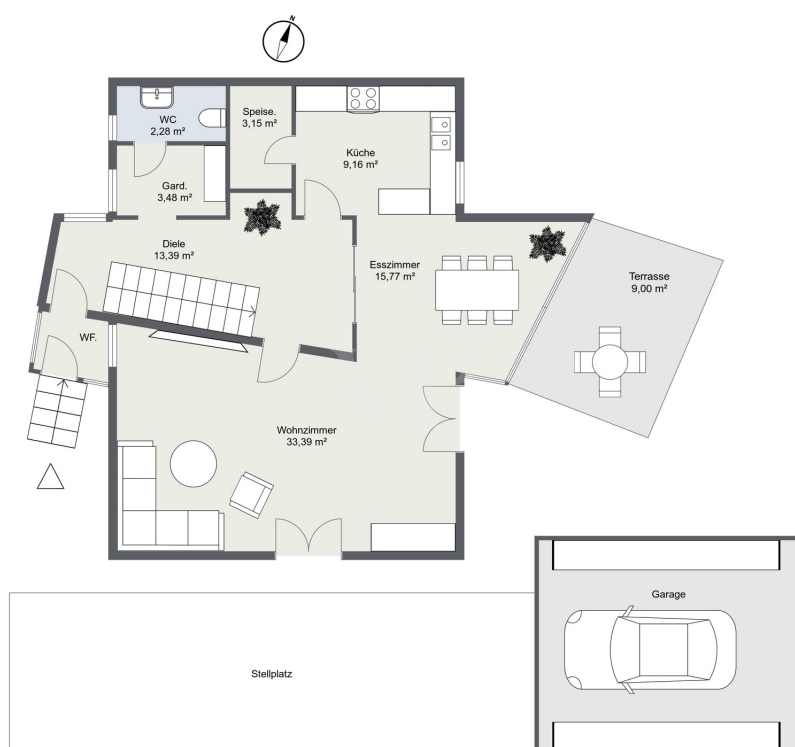 N
WC
2,28 m²
Speise.
3,15 m²
Küche
9,16 m²
Gard.
3,48 m²
Diele
13,39 m²
Esszimmer
15,77 m²
Terrasse
9,00 m²
WF.
Wohnzimmer
33,39 m²
Garage
Stellplatz